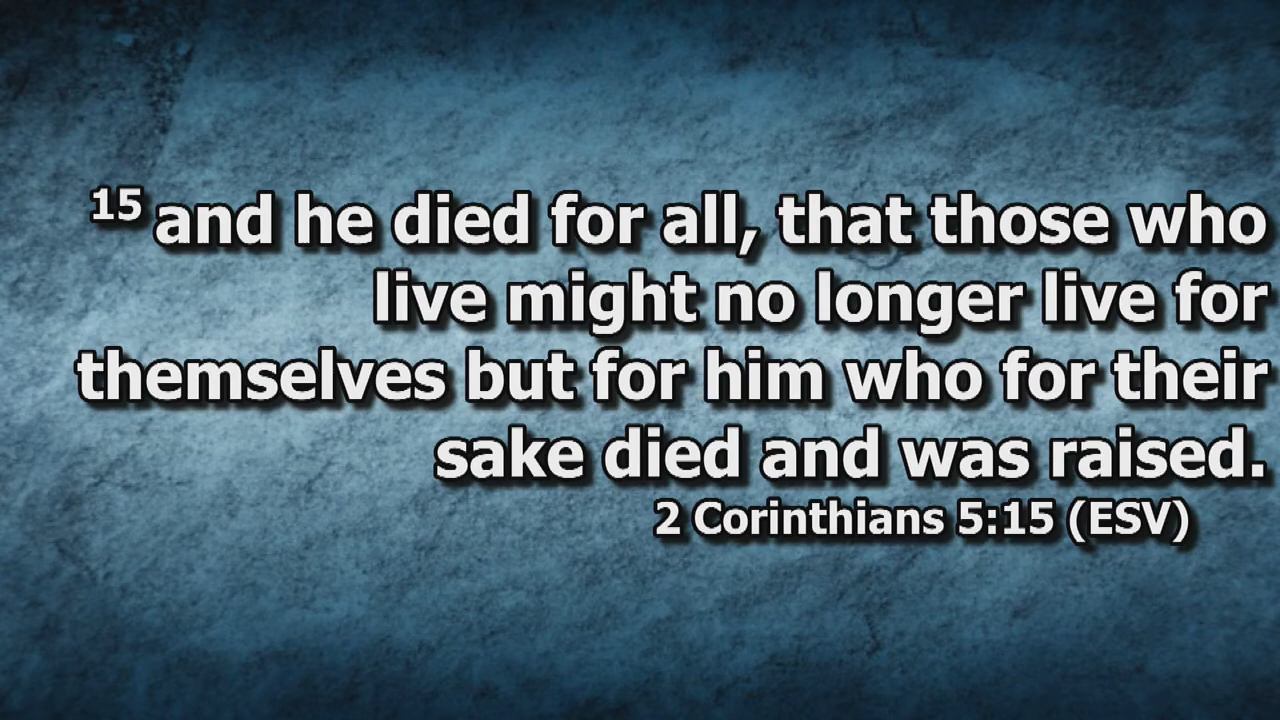 15 and he died for all, that those who
live might no longer live for
themselves but for him who for their
sake died and was raised.
2 Corinthians 5:15 (ESV)